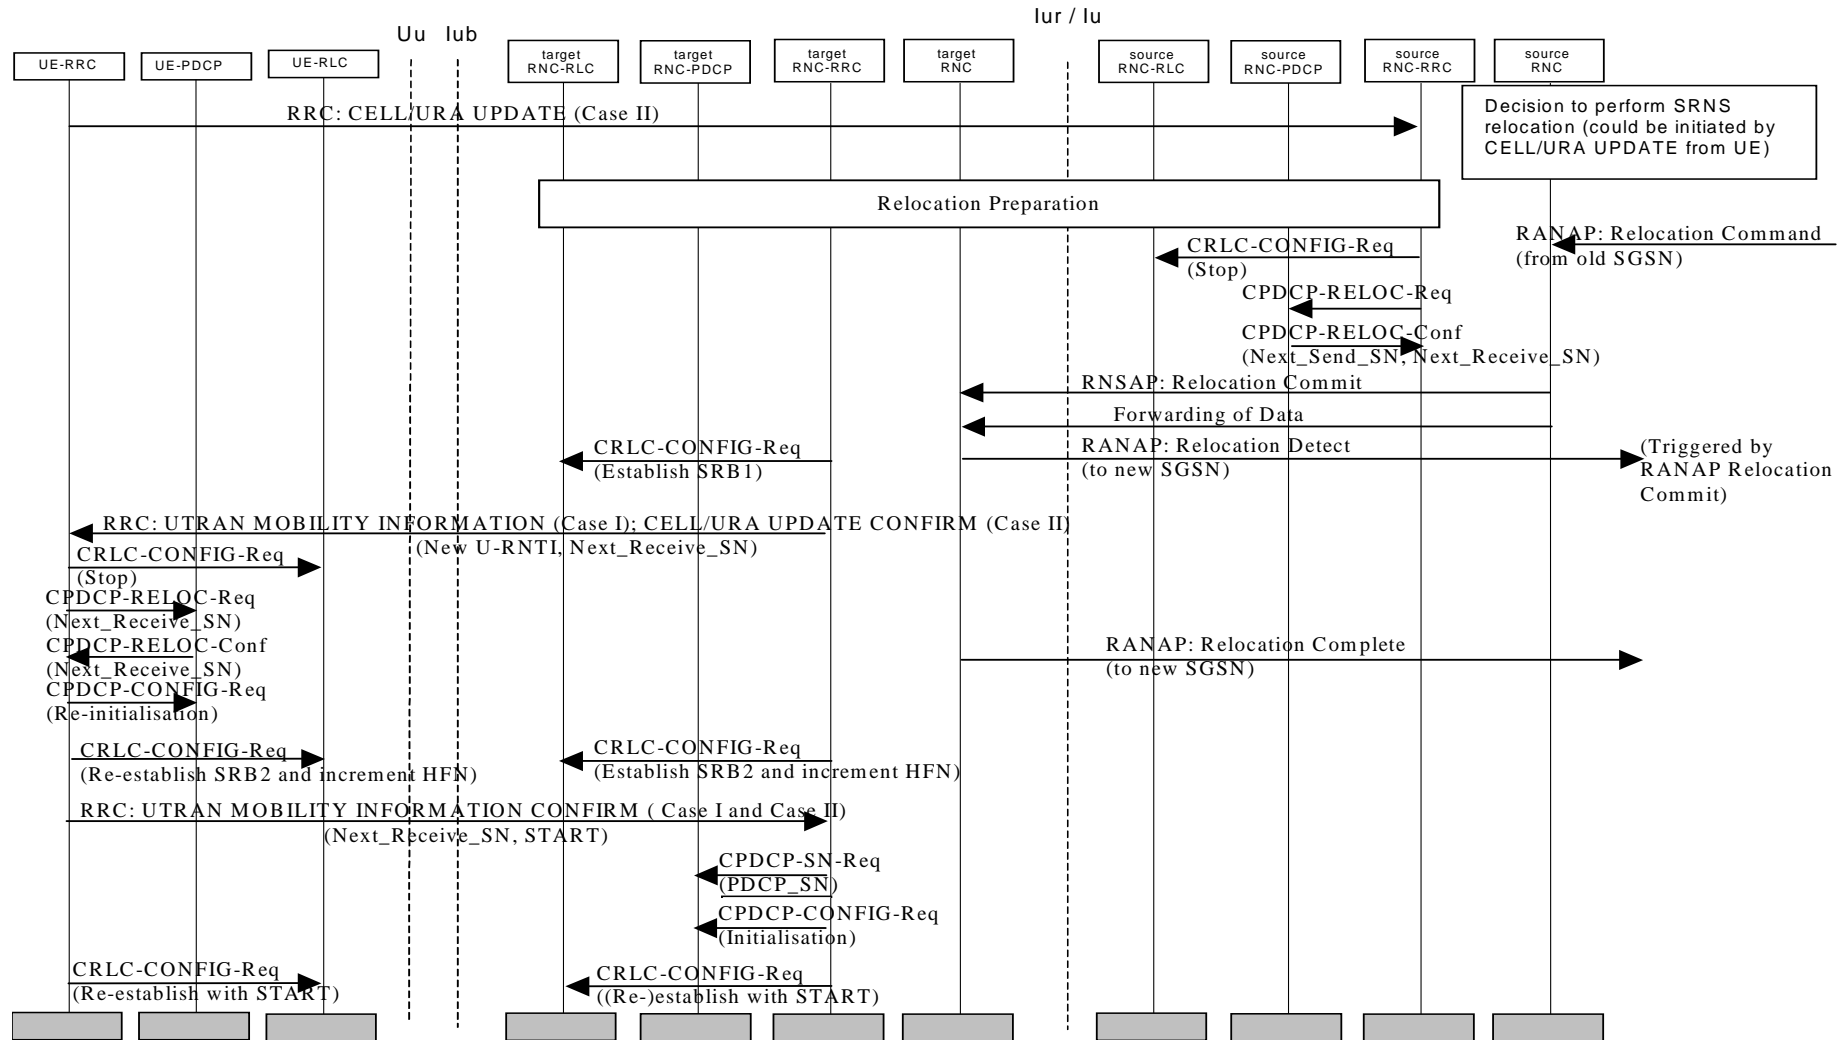 Iur / Iu
Uu
Iub
UE-RRC
UE-PDCP
UE-RLC
target
RNC-RLC
target
RNC-PDCP
target
RNC-RRC
target
RNC
source
RNC-RLC
source
RNC-PDCP
source
RNC-RRC
source
RNC
RRC: CELL/URA UPDATE (Case II)
Decision to perform SRNS
relocation (could be initiated by
CELL/URA UPDATE from UE)
Relocation Preparation
RANAP: Relocation Command
(from old SGSN)
CRLC-CONFIG-Req
(Stop)
CPDCP-RELOC-Req
CPDCP-RELOC-Conf
(Next_Send_SN, Next_Receive_SN)
RNSAP: Relocation Commit
Forwarding of Data
CRLC-CONFIG-Req
(Establish SRB1)
RANAP: Relocation Detect
(to new SGSN)
(Triggered by
RANAP Relocation
Commit)
RRC: UTRAN MOBILITY INFORMATION (Case I); CELL/URA UPDATE CONFIRM (Case II)
(New U-RNTI, Next_Receive_SN)
CRLC-CONFIG-Req
(Stop)
CPDCP-RELOC-Req
(Next_Receive_SN)
CPDCP-RELOC-Conf
(Next_Receive_SN)
RANAP: Relocation Complete
(to new SGSN)
CPDCP-CONFIG-Req
(Re-initialisation)
CRLC-CONFIG-Req
(Re-establish SRB2 and increment HFN)
CRLC-CONFIG-Req
(Establish SRB2 and increment HFN)
RRC: UTRAN MOBILITY INFORMATION CONFIRM ( Case I and Case II)
(Next_Receive_SN, START)
CPDCP-SN-Req
(PDCP_SN)
CPDCP-CONFIG-Req
(Initialisation)
CRLC-CONFIG-Req
(Re-establish with START)
CRLC-CONFIG-Req
((Re-)establish with START)